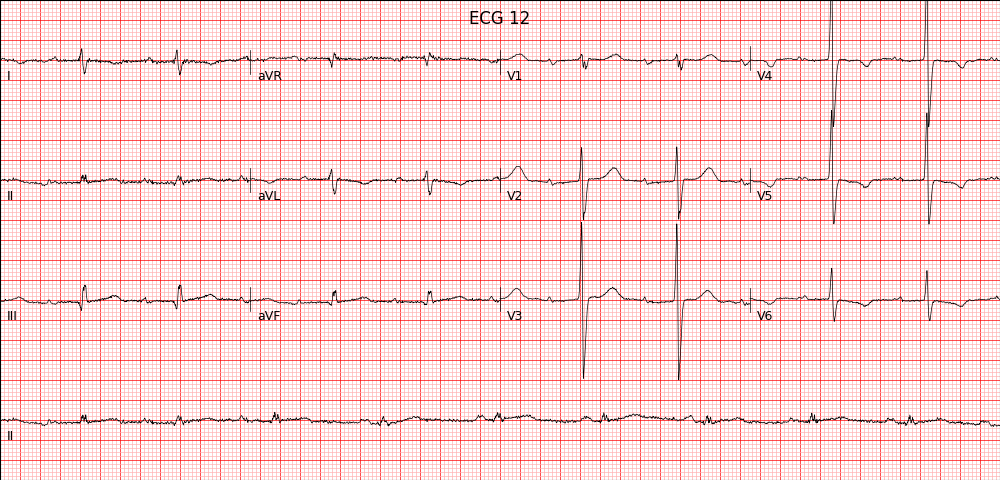 ECG 12
I aVR V1 V4
II aVL V2 V5
III aVF V3 V6
II